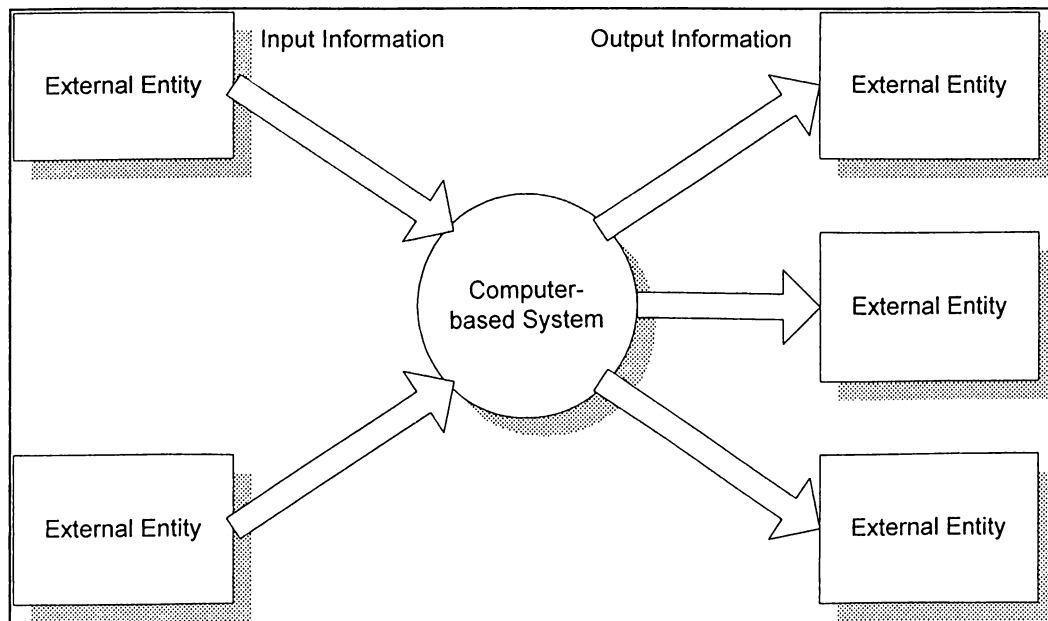 Input Information
Output Information
External Entity
External Entity
Computer-
based System
External Entity
External Entity
External Entity